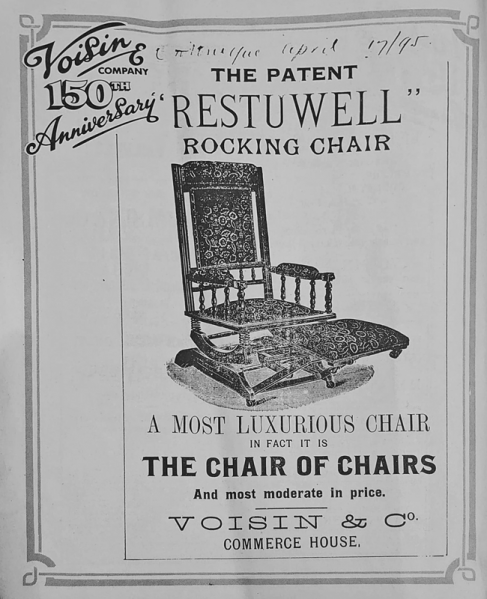 Voisin &
COMPANY
150TH
Anniversary
april 17/95.
THE PATENT
"RESTUWELL"
ROCKING CHAIR
A MOST LUXURIOUS CHAIR
IN FACT IT IS
THE CHAIR OF CHAIRS
And most moderate in price.
VOISIN & Co.
COMMERCE HOUSE,